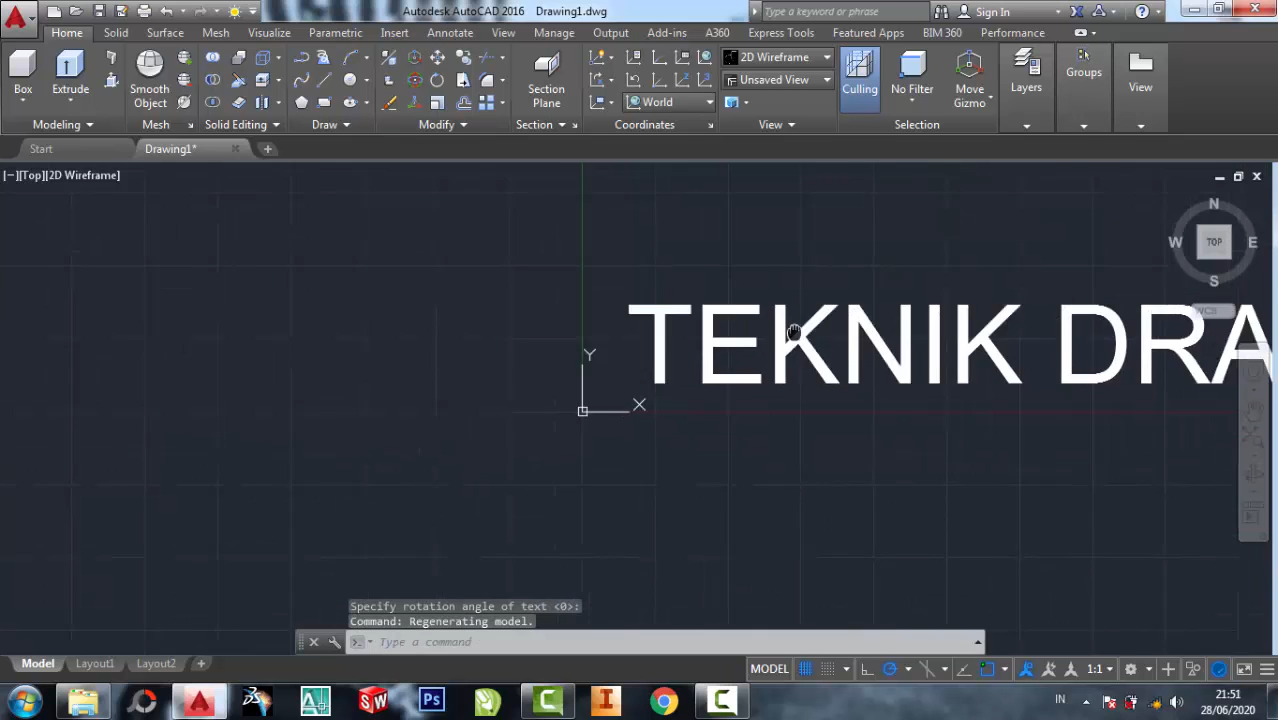 Autodesk AutoCAD 2016 Drawing1.dwg
Type a keyword or phrase
Sign In
Home Solid Surface Mesh Visualize Parametric Insert Annotate View Manage Output Add-ins A360 Express Tools Featured Apps BIM 360 Performance
Box
Extrude
Smooth
Object
Section
Plane
World
2D Wireframe
Unsaved View
Culling
No Filter
Move
Gizmo
Layers
Groups
View
Modeling Mesh Solid Editing Draw Modify Section Coordinates View Selection
Start Drawing1*
[−][Top][2D Wireframe]
N
W TOP E
S
TEKNIK DRA
Y
X
Specify rotation angle of text <0>:
Command: Regenerating model.
Type a command
Model Layout1 Layout2
MODEL
1:1
SW
Ps
IN
21:51
28/06/2020